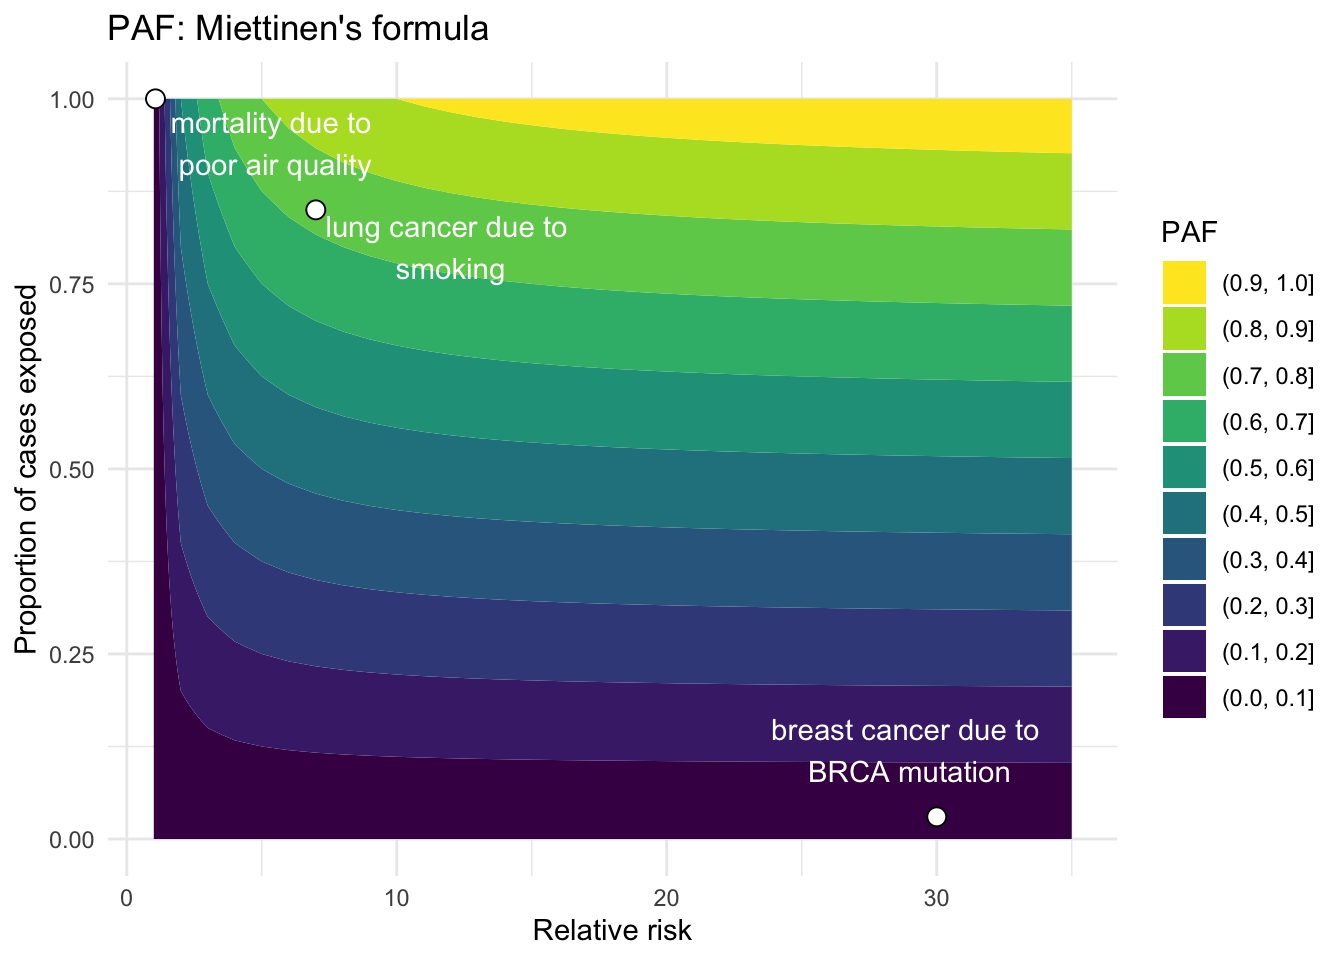 PAF: Miettinen's formula
1.00
0.75
0.50
0.25
0.00
Proportion of cases exposed
mortality due to
poor air quality
lung cancer due to
smoking
breast cancer due to
BRCA mutation
0
10
20
30
Relative risk
PAF
(0.9, 1.0]
(0.8, 0.9]
(0.7, 0.8]
(0.6, 0.7]
(0.5, 0.6]
(0.4, 0.5]
(0.3, 0.4]
(0.2, 0.3]
(0.1, 0.2]
(0.0, 0.1]